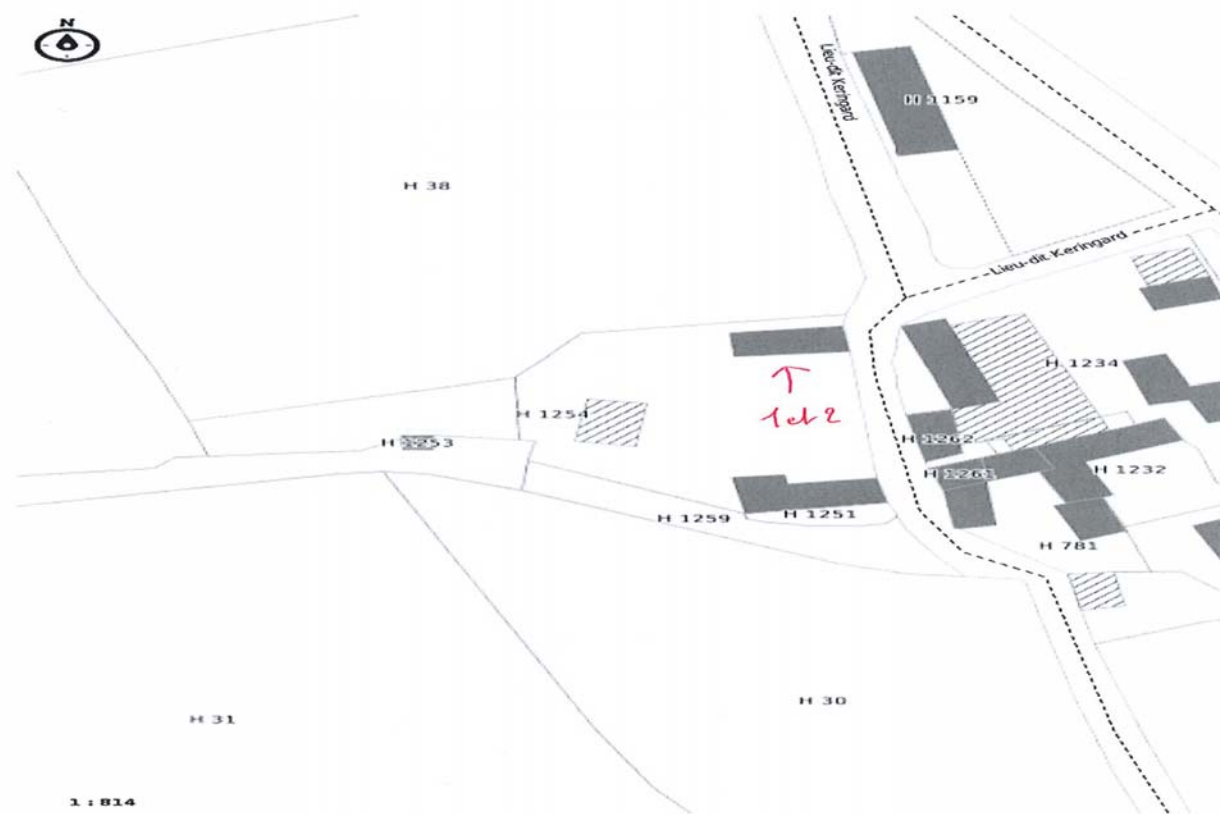 N
Lieu-dit Keringard
H 1159
H 38
Lieu-dit Keringard
H 1234
1 et 2
H 1254
H 1253
H 1262
H 1261
H 1232
H 1259
H 1251
H 781
H 30
H 31
1 : 814